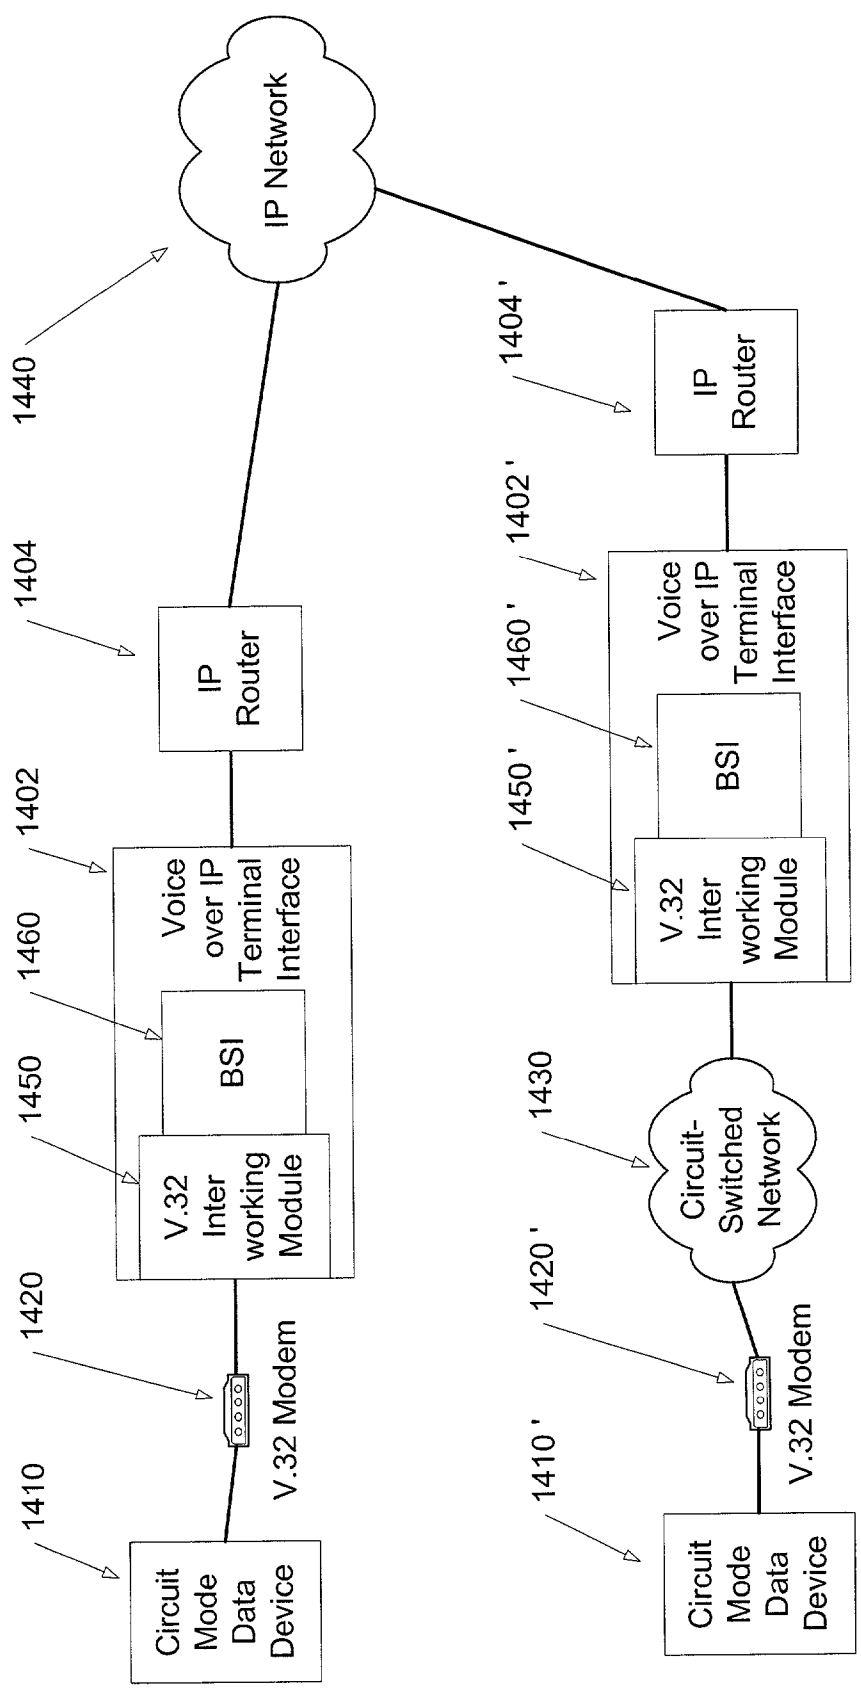 1410
Circuit
Mode
Data
Device
1420
V.32 Modem
1450
V.32
Inter
working
Module
1460
BSI
1402
Voice
over IP
Terminal
Interface
1404
IP
Router
1440
IP Network
1410'
Circuit
Mode
Data
Device
1420'
V.32 Modem
1430
Circuit-
Switched
Network
1450'
V.32
Inter
working
Module
1460'
BSI
1402'
Voice
over IP
Terminal
Interface
1404'
IP
Router